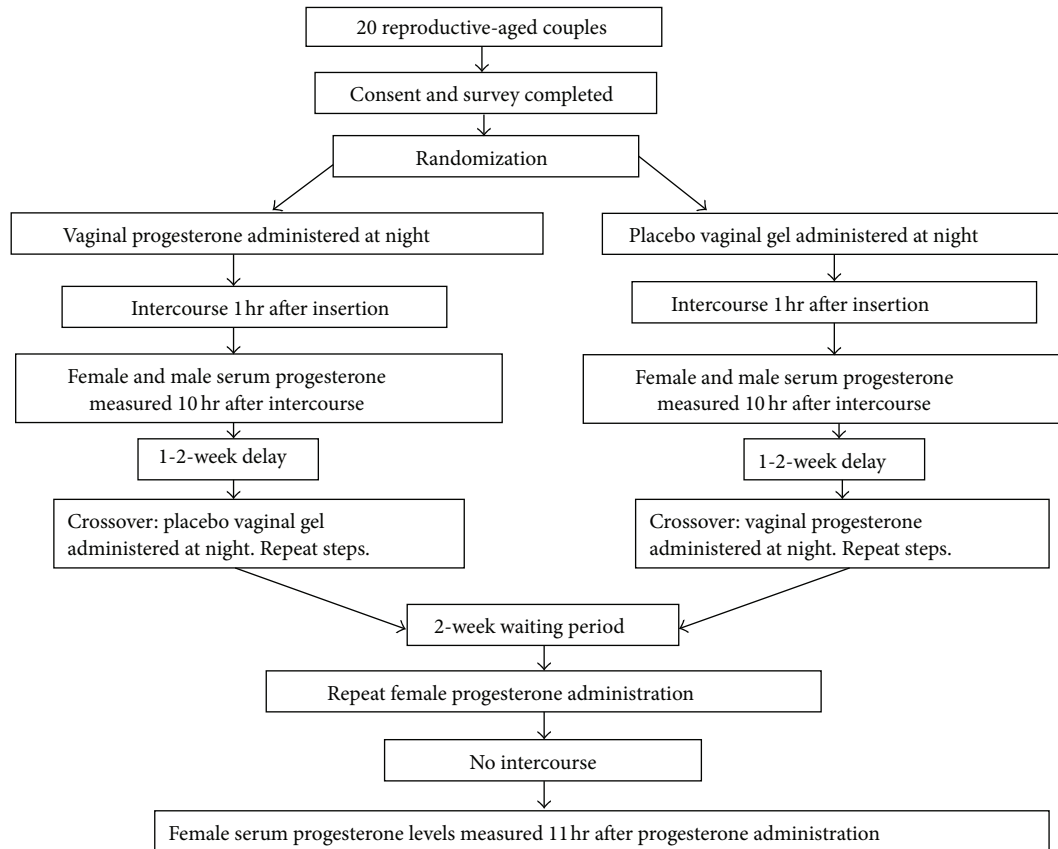 20 reproductive-aged couples
Consent and survey completed
Randomization
Vaginal progesterone administered at night
Placebo vaginal gel administered at night
Intercourse 1 hr after insertion
Intercourse 1 hr after insertion
Female and male serum progesterone
measured 10 hr after intercourse
Female and male serum progesterone
measured 10 hr after intercourse
1-2-week delay
1-2-week delay
Crossover: placebo vaginal gel
administered at night. Repeat steps.
Crossover: vaginal progesterone
administered at night. Repeat steps.
2-week waiting period
Repeat female progesterone administration
No intercourse
Female serum progesterone levels measured 11 hr after progesterone administration